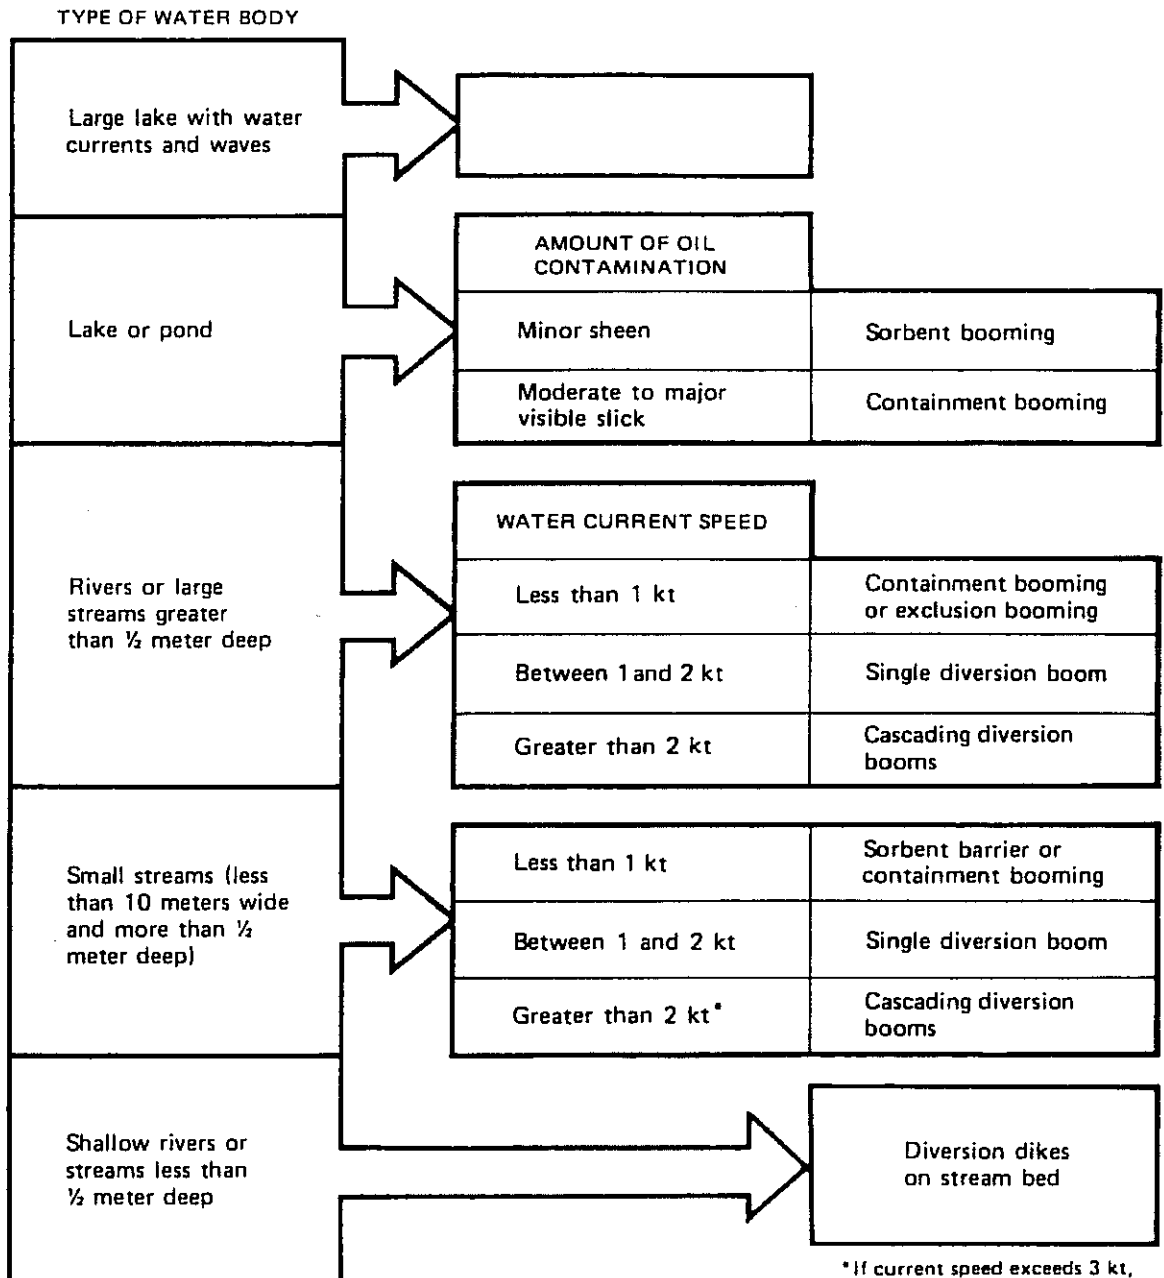 TYPE OF WATER BODY
Large lake with water
currents and waves
AMOUNT OF OIL
CONTAMINATION
Lake or pond
Minor sheen
Sorbent booming
Moderate to major
visible slick
Containment booming
WATER CURRENT SPEED
Rivers or large
streams greater
than ½ meter deep
Less than 1 kt
Containment booming
or exclusion booming
Between 1 and 2 kt
Single diversion boom
Greater than 2 kt
Cascading diversion
booms
Small streams (less
than 10 meters wide
and more than ½
meter deep)
Less than 1 kt
Sorbent barrier or
containment booming
Between 1 and 2 kt
Single diversion boom
Greater than 2 kt*
Cascading diversion
booms
Shallow rivers or
streams less than
½ meter deep
Diversion dikes
on stream bed
*If current speed exceeds 3 kt,